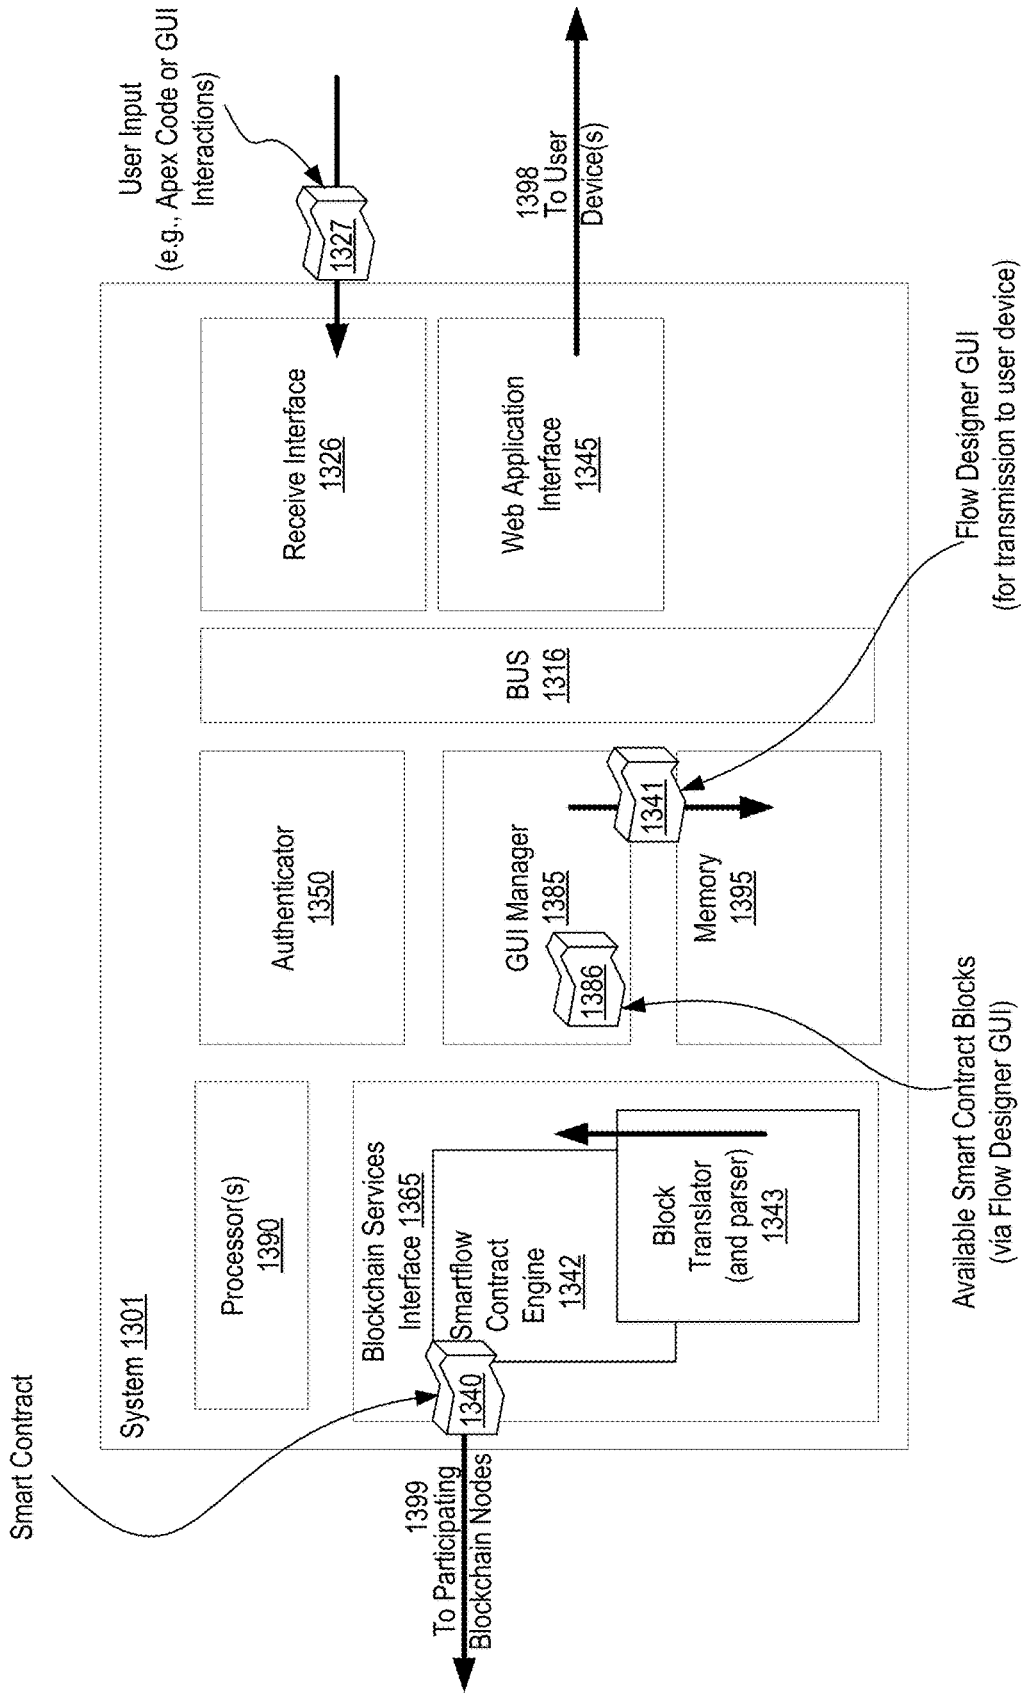 Smart Contract
1399
To Participating
Blockchain Nodes
System 1301
Processor(s)
1390
Blockchain Services
Interface 1365
Smartflow
Contract
Engine
1342
1340
Block
Translator
(and parser)
1343
Authenticator
1350
GUI Manager
1385
1386
1341
Memory
1395
Available Smart Contract Blocks
(via Flow Designer GUI)
BUS
1316
Receive Interface
1326
Web Application
Interface
1345
User Input
(e.g., Apex Code or GUI
Interactions)
1327
1398
To User
Device(s)
Flow Designer GUI
(for transmission to user device)